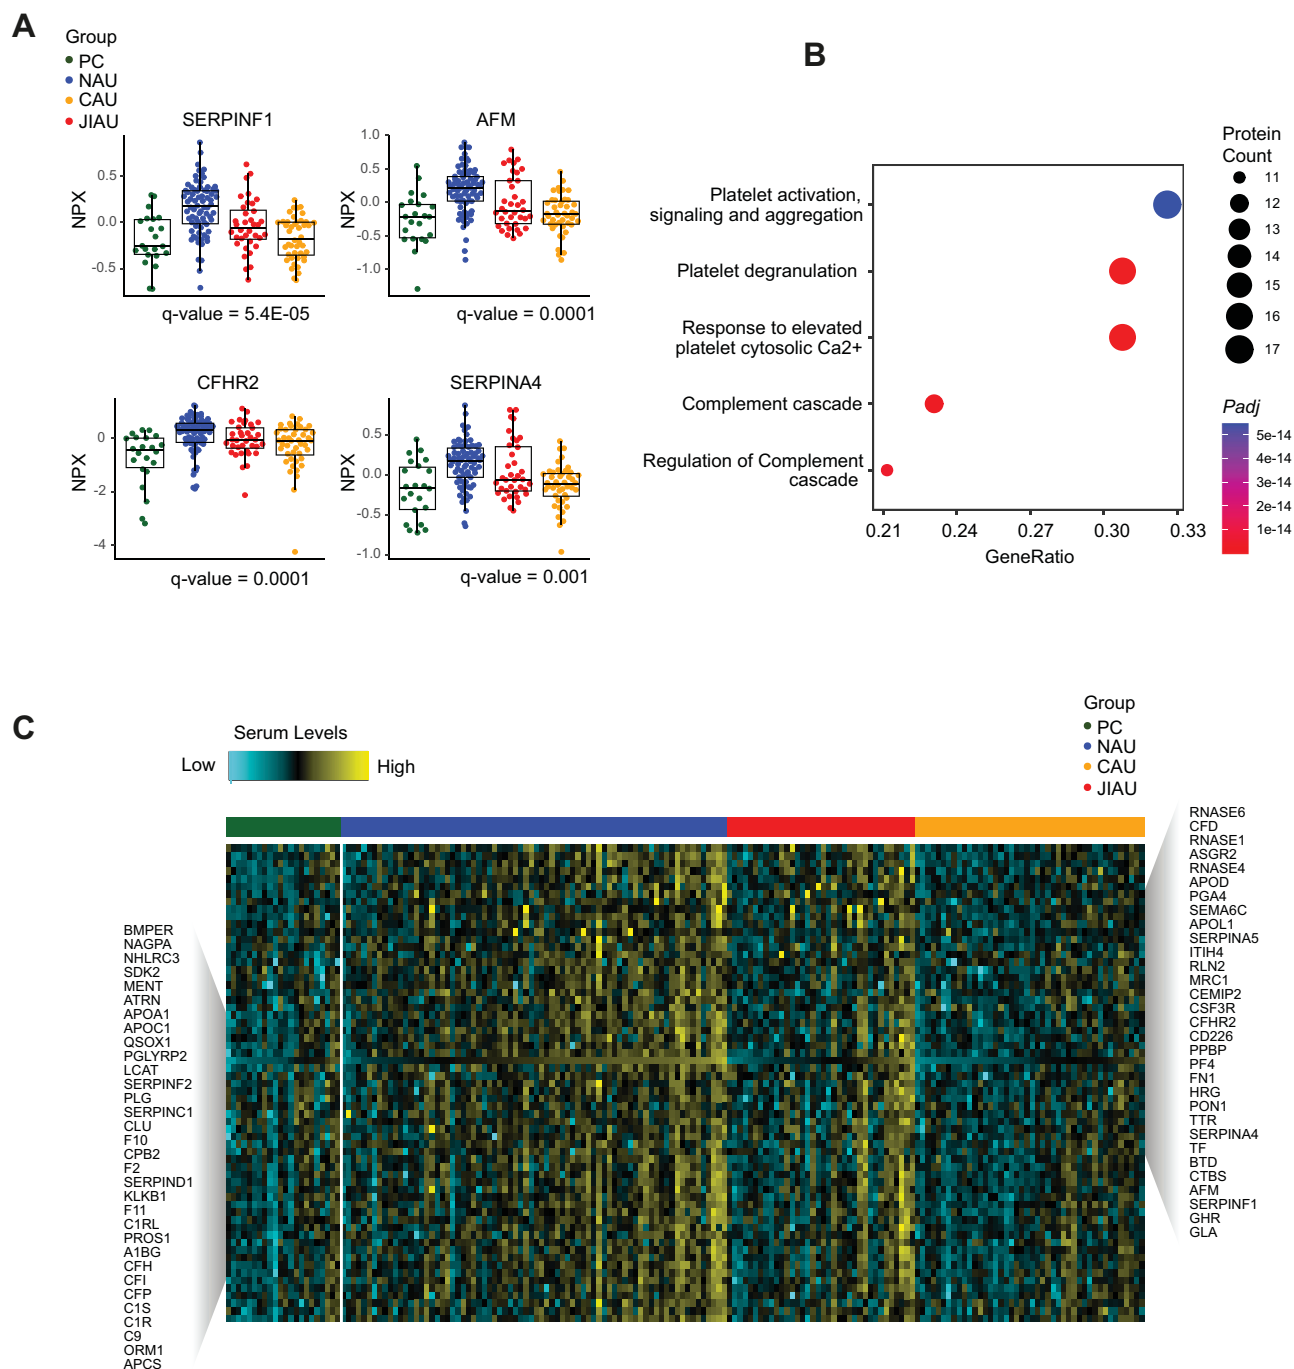 A
Group
PC
NAU
CAU
JIAU
SERPINF1
NPX
0.5
0.0
-0.5
q-value = 5.4E-05
AFM
NPX
1.0
0.5
0.0
-0.5
-1.0
q-value = 0.0001
CFHR2
NPX
0
-2
-4
q-value = 0.0001
SERPINA4
NPX
0.5
0.0
-0.5
-1.0
q-value = 0.001
B
Platelet activation,
signaling and aggregation
Platelet degranulation
Response to elevated
platelet cytosolic Ca2+
Complement cascade
Regulation of Complement
cascade
0.21
0.24
0.27
0.30
0.33
GeneRatio
Protein
Count
11
12
13
14
15
16
17
Padj
5e-14
4e-14
3e-14
2e-14
1e-14
C
Serum Levels
Low
High
Group
PC
NAU
CAU
JIAU
BMPER
NAGPA
NHLRC3
SDK2
MENT
ATRN
APOA1
APOC1
QSOX1
PGLYRP2
LCAT
SERPINF2
PLG
SERPINC1
CLU
F10
CPB2
F2
SERPIND1
KLKB1
F11
C1RL
PROS1
A1BG
CFH
CFI
CFP
C1S
C1R
C9
ORM1
APCS
RNASE6
CFD
RNASE1
ASGR2
RNASE4
APOD
PGA4
SEMA6C
APOL1
SERPINA5
ITIH4
RLN2
MRC1
CEMIP2
CSF3R
CFHR2
CD226
PPBP
PF4
FN1
HRG
PON1
TTR
SERPINA4
TF
BTD
CTBS
AFM
SERPINF1
GHR
GLA